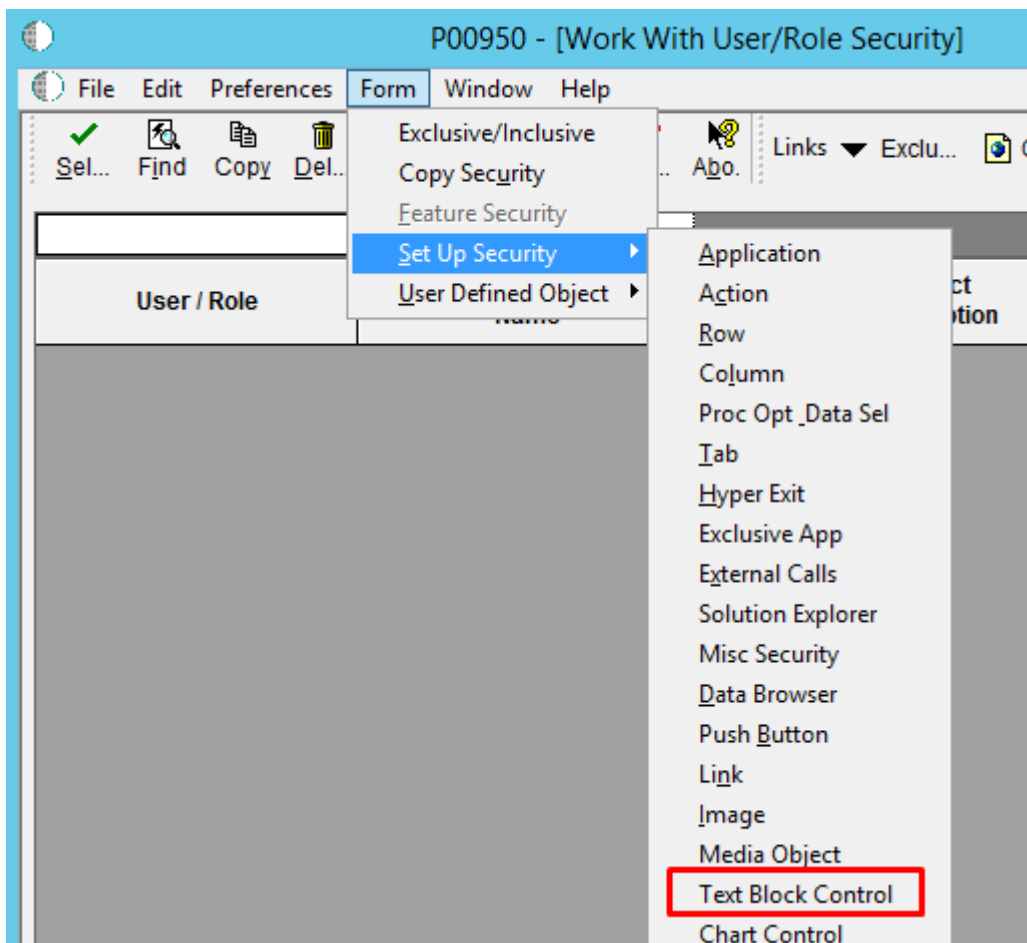 P00950 - [Work With User/Role Security]
File Edit Preferences Form Window Help
Sel... Find Copy Del... .. Abo. Links Exclu...
Exclusive/Inclusive
Copy Security
Feature Security
Set Up Security
User Defined Object
User / Role
Application
Action
Row
Column
Proc Opt _Data Sel
Tab
Hyper Exit
Exclusive App
External Calls
Solution Explorer
Misc Security
Data Browser
Push Button
Link
Image
Media Object
Text Block Control
Chart Control